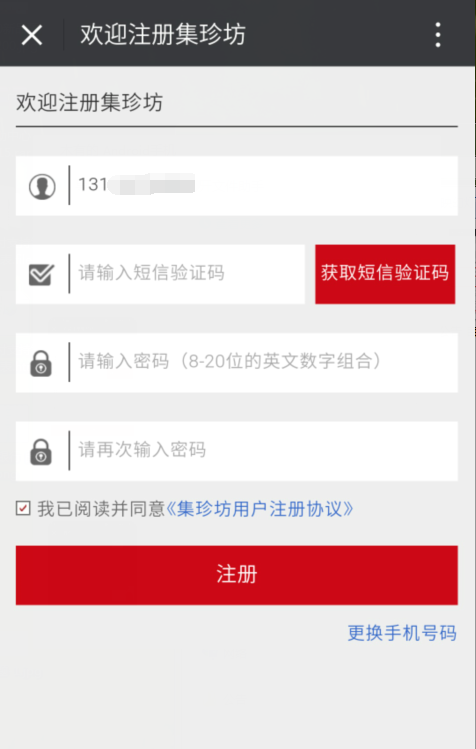 欢迎注册集珍坊
欢迎注册集珍坊
131
请输入短信验证码 获取短信验证码
请输入密码（8-20位的英文数字组合）
请再次输入密码
我已阅读并同意《集珍坊用户注册协议》
注册
更换手机号码